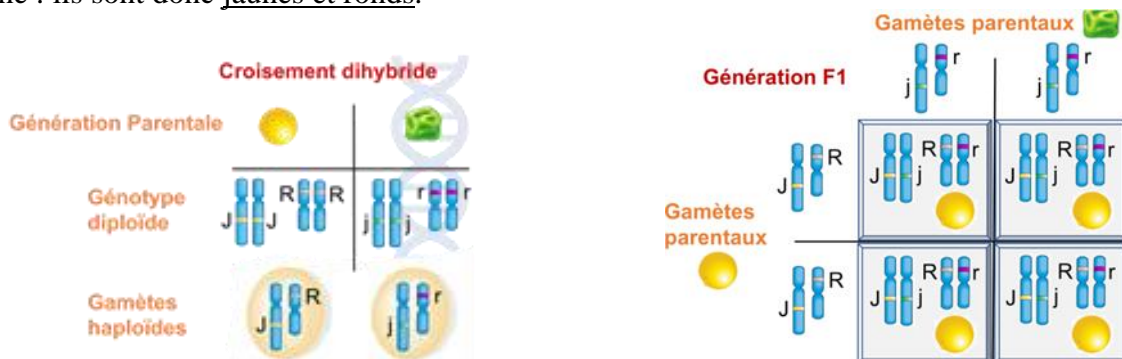 ils sont donc jaunes et ronds.
Croisement dihybride
Génération Parentale
Génotype
diploïde
J J R R j j r r
Gamètes
haploïdes
J R j r
Gamètes parentaux
Génération F1
j r j r
Gamètes
parentaux
J R
J j R r J j R r
J R
J j R r J j R r